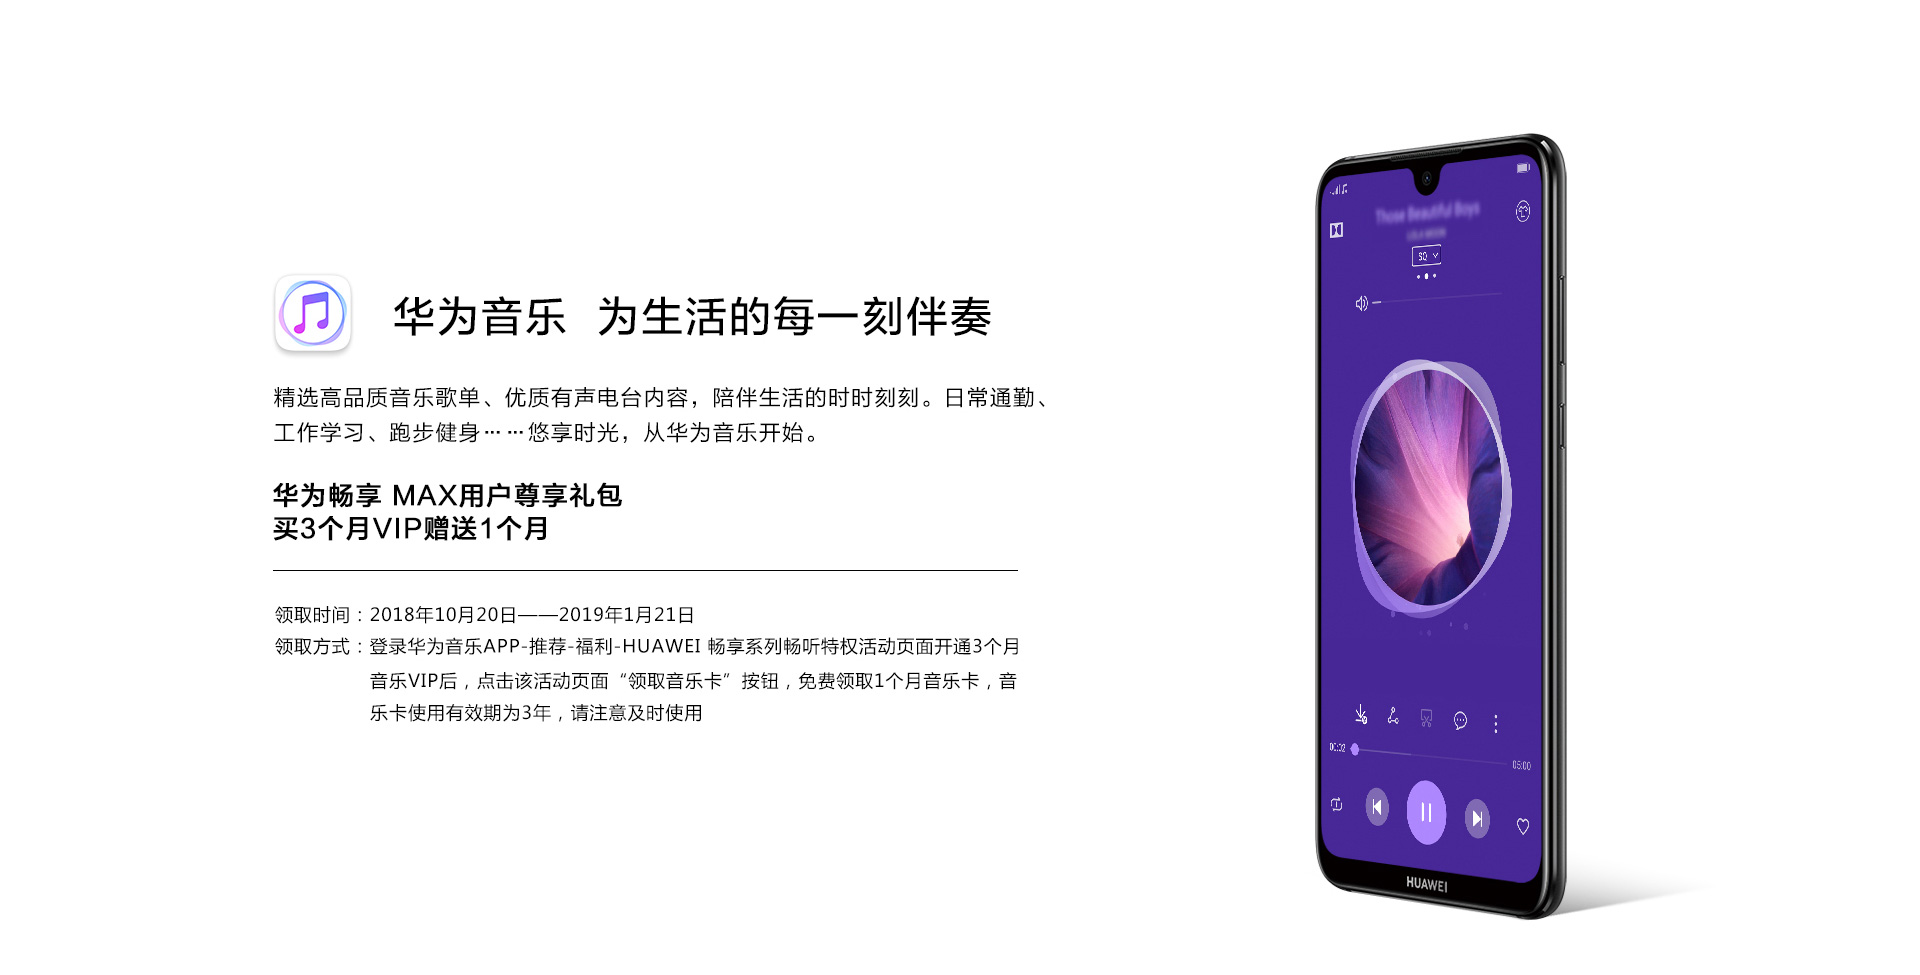 华为音乐 为生活的每一刻伴奏
精选高品质音乐歌单、优质有声电台内容，陪伴生活的时时刻刻。日常通勤、
工作学习、跑步健身……悠享时光，从华为音乐开始。
华为畅享 MAX用户尊享礼包
买3个月VIP赠送1个月
领取时间：2018年10月20日——2019年1月21日
领取方式：登录华为音乐APP-推荐-福利-HUAWEI 畅享系列畅听特权活动页面开通3个月
音乐VIP后，点击该活动页面“领取音乐卡”按钮，免费领取1个月音乐卡，音
乐卡使用有效期为3年，请注意及时使用
Those Beautiful Boys
SQ
00:02
05:00
HUAWEI